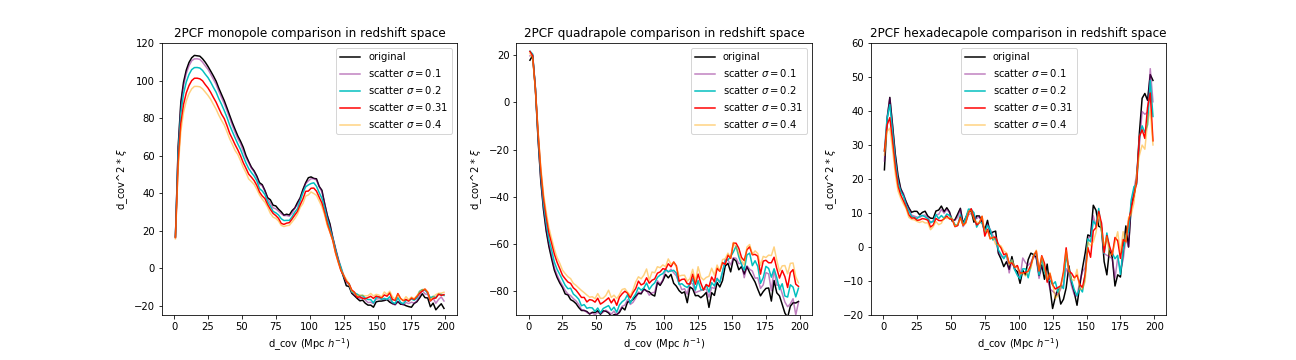 2PCF monopole comparison in redshift space
120
100
80
60
40
20
0
−20
d_cov^2 * ξ
original
scatter σ = 0.1
scatter σ = 0.2
scatter σ = 0.31
scatter σ = 0.4
0 25 50 75 100 125 150 175 200
d_cov (Mpc h⁻¹)
2PCF quadrapole comparison in redshift space
20
0
−20
−40
−60
−80
d_cov^2 * ξ
original
scatter σ = 0.1
scatter σ = 0.2
scatter σ = 0.31
scatter σ = 0.4
0 25 50 75 100 125 150 175 200
d_cov (Mpc h⁻¹)
2PCF hexadecapole comparison in redshift space
60
50
40
30
20
10
0
−10
−20
d_cov^2 * ξ
original
scatter σ = 0.1
scatter σ = 0.2
scatter σ = 0.31
scatter σ = 0.4
0 25 50 75 100 125 150 175 200
d_cov (Mpc h⁻¹)